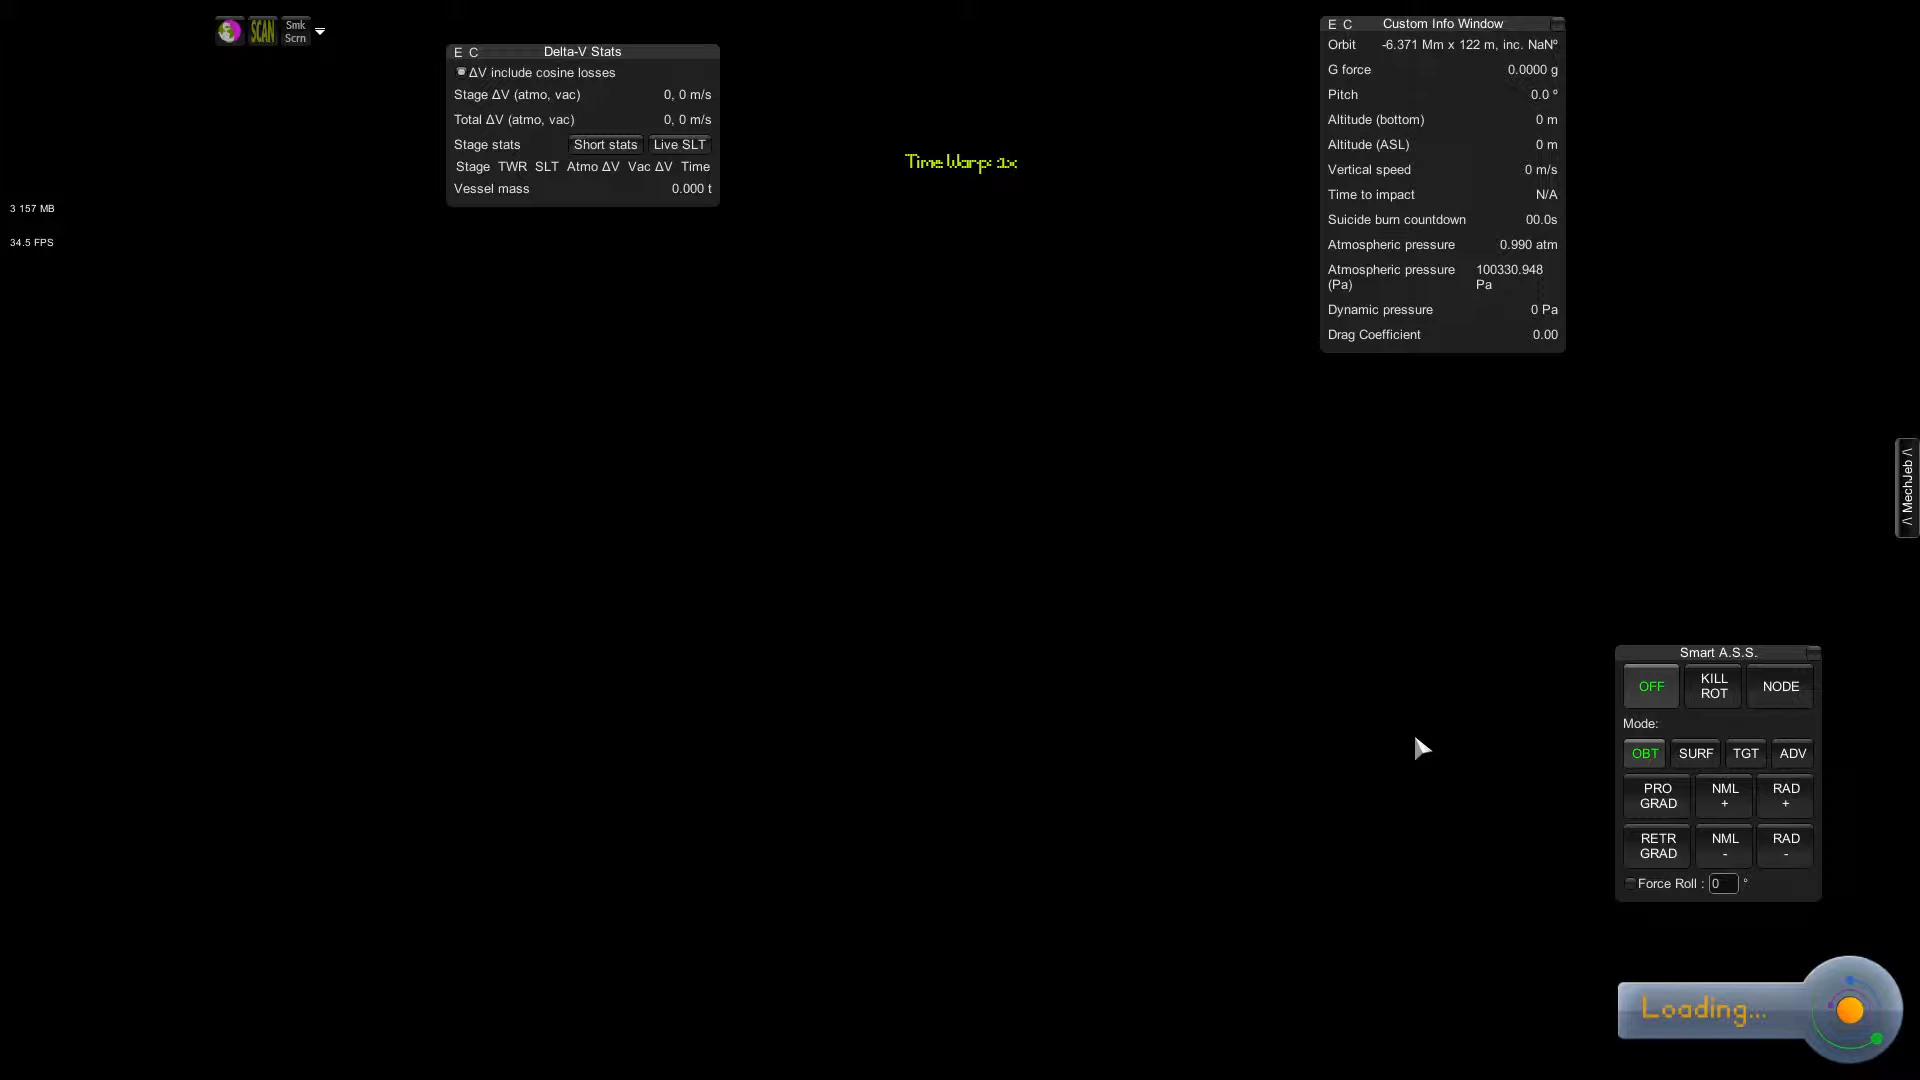 SCAN
Smk
Scrn
E C Delta-V Stats
ΔV include cosine losses
Stage ΔV (atmo, vac) 0, 0 m/s
Total ΔV (atmo, vac) 0, 0 m/s
Stage stats Short stats Live SLT
Stage TWR SLT Atmo ΔV Vac ΔV Time
Vessel mass 0.000 t
3 157 MB
34.5 FPS
Time Warp: 1x
E C Custom Info Window
Orbit -6.371 Mm x 122 m, inc. NaNº
G force 0.0000 g
Pitch 0.0 º
Altitude (bottom) 0 m
Altitude (ASL) 0 m
Vertical speed 0 m/s
Time to impact N/A
Suicide burn countdown 00.0s
Atmospheric pressure 0.990 atm
Atmospheric pressure 100330.948
(Pa) Pa
Dynamic pressure 0 Pa
Drag Coefficient 0.00
/\ MechJeb /\
Smart A.S.S.
OFF KILL ROT NODE
Mode:
OBT SURF TGT ADV
PRO GRAD NML + RAD +
RETR GRAD NML - RAD -
Force Roll : 0 °
Loading...